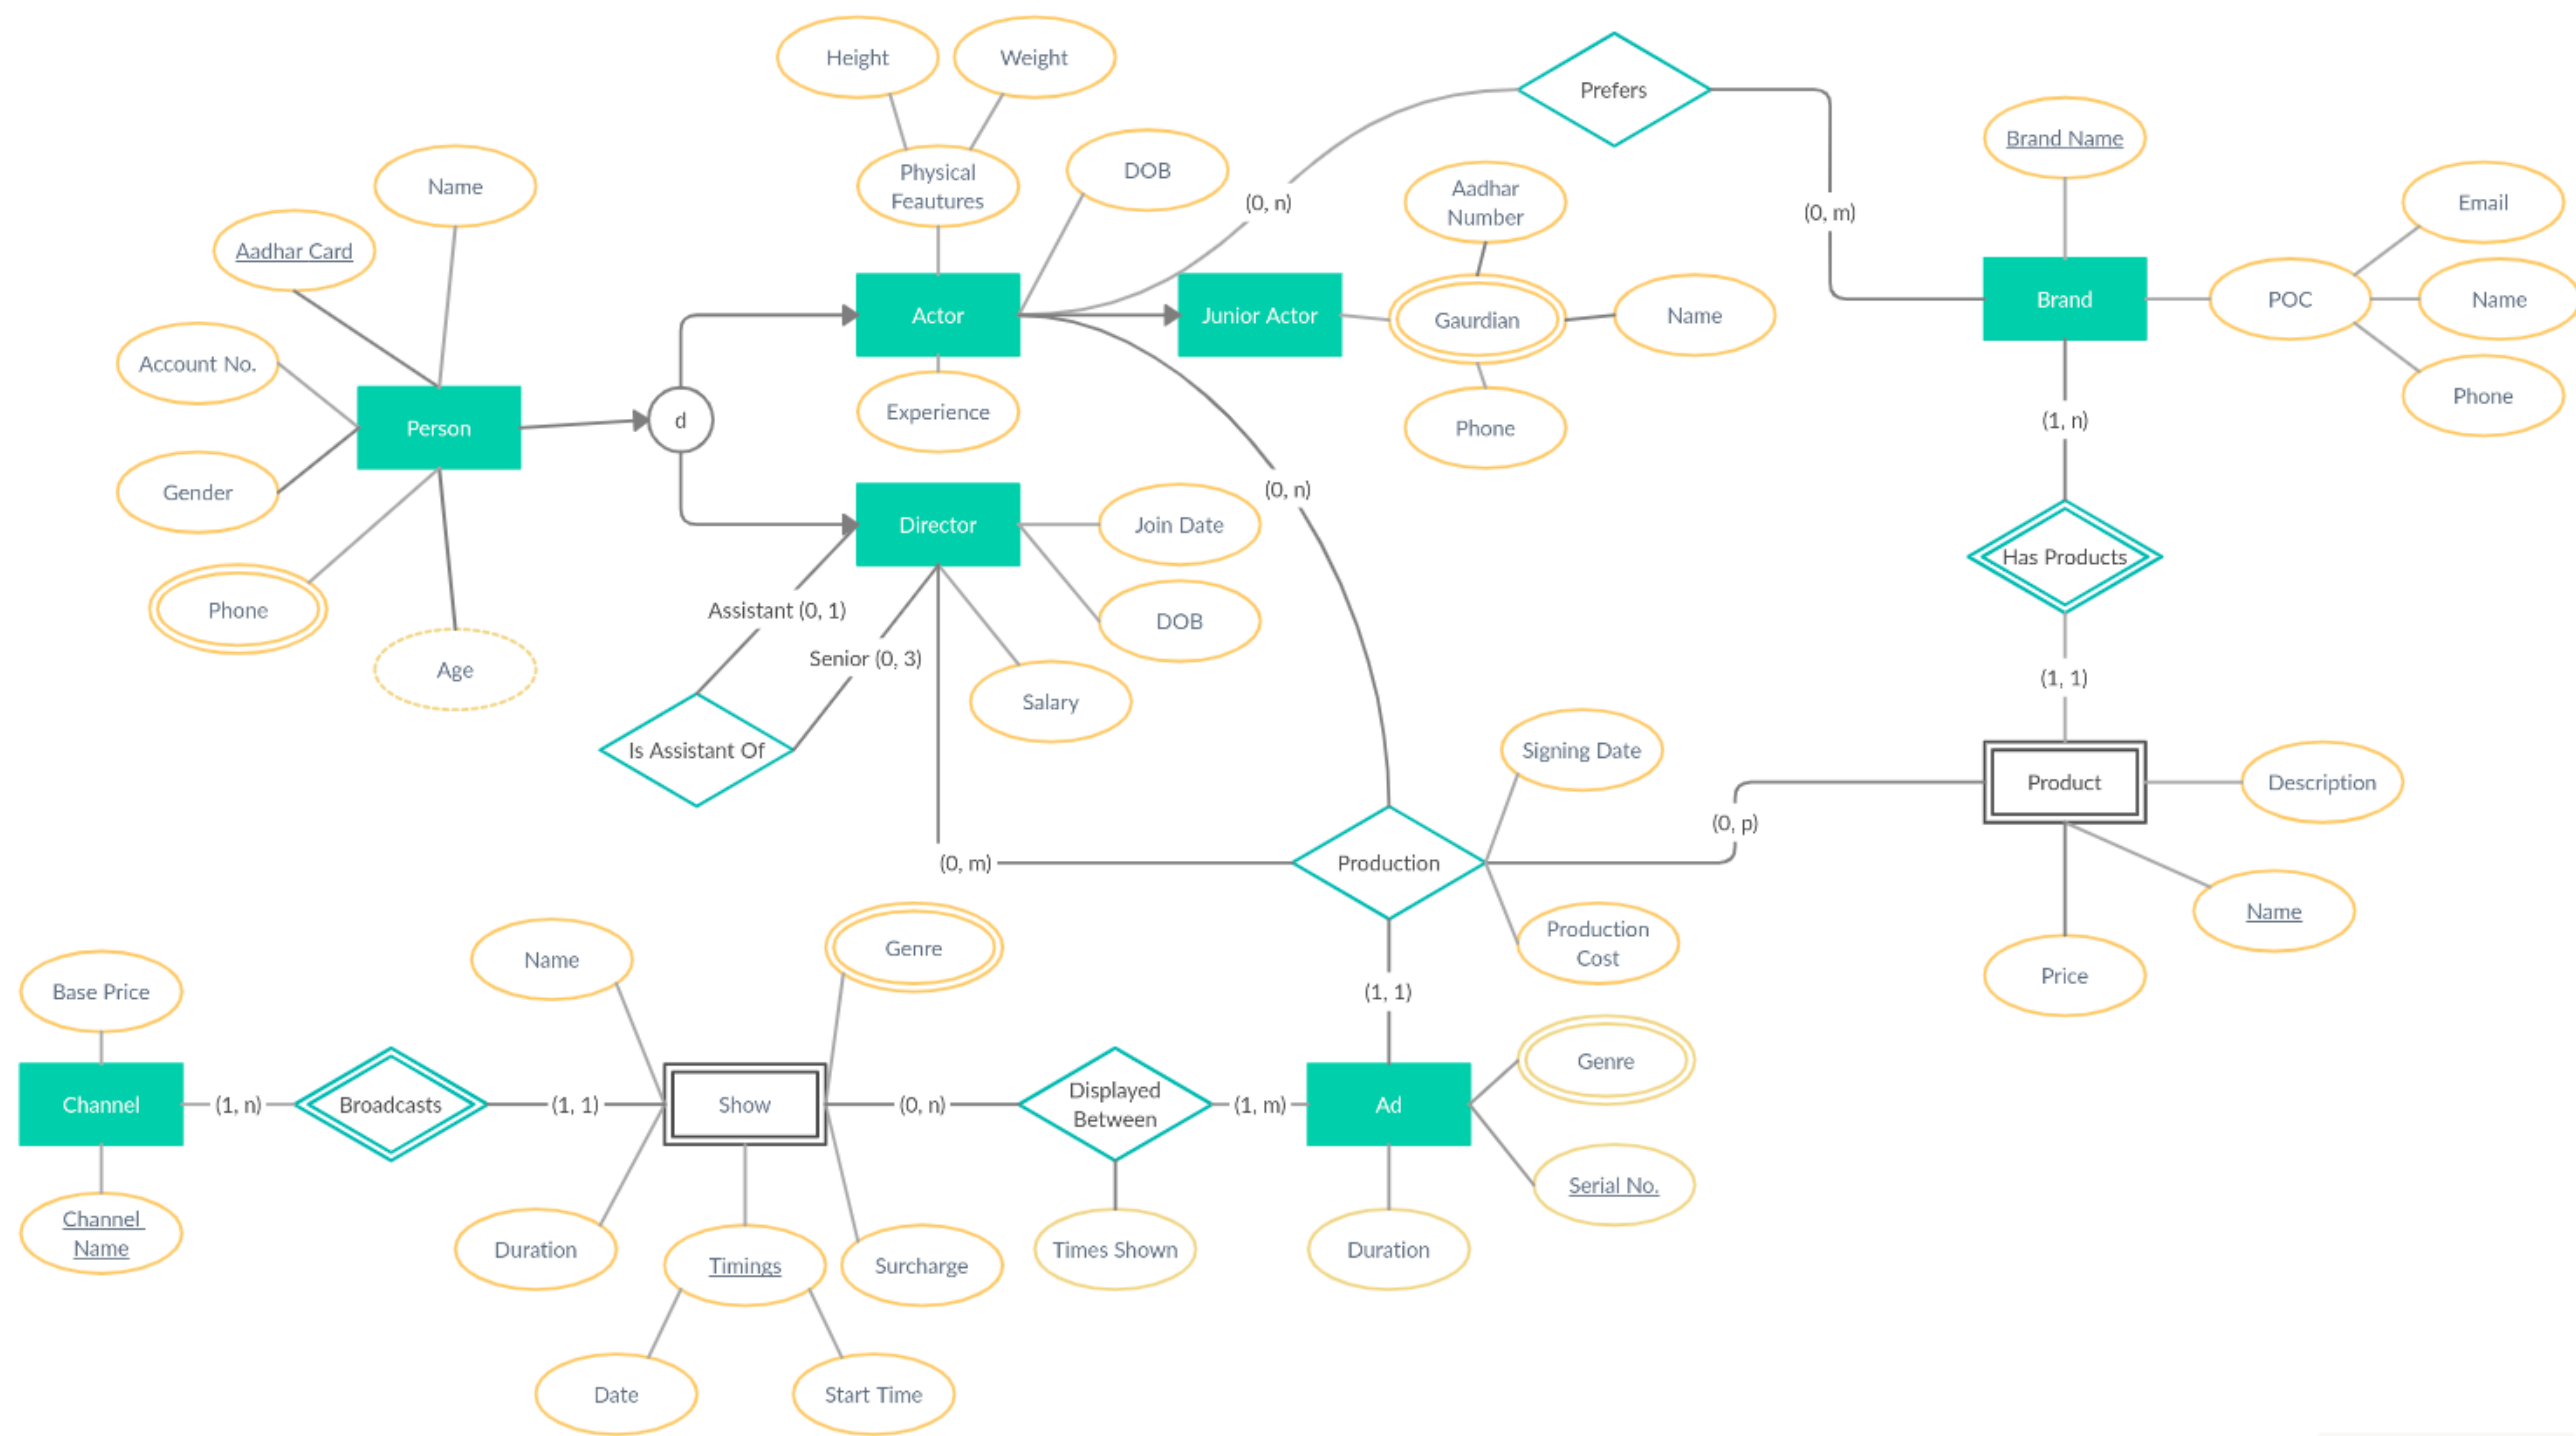 Height
Weight
Prefers
Physical
Feautures
DOB
Name
Aadhar Card
Aadhar
Number
(0, n)
(0, m)
Brand Name
Email
Account No.
Actor
Junior Actor
Gaurdian
Name
Brand
POC
Name
Person
d
Experience
Phone
(1, n)
Phone
Gender
(0, n)
Director
Join Date
Has Products
Phone
Assistant (0, 1)
DOB
Age
Senior (0, 3)
Salary
(1, 1)
Is Assistant Of
Signing Date
Product
Description
(0, m)
Production
(0, p)
Production
Cost
Name
Price
Base Price
Name
Genre
(1, 1)
Genre
Channel
(1, n)
Broadcasts
(1, 1)
Show
(0, n)
Displayed
Between
(1, m)
Ad
Serial No.
Channel
Name
Duration
Timings
Surcharge
Times Shown
Duration
Date
Start Time